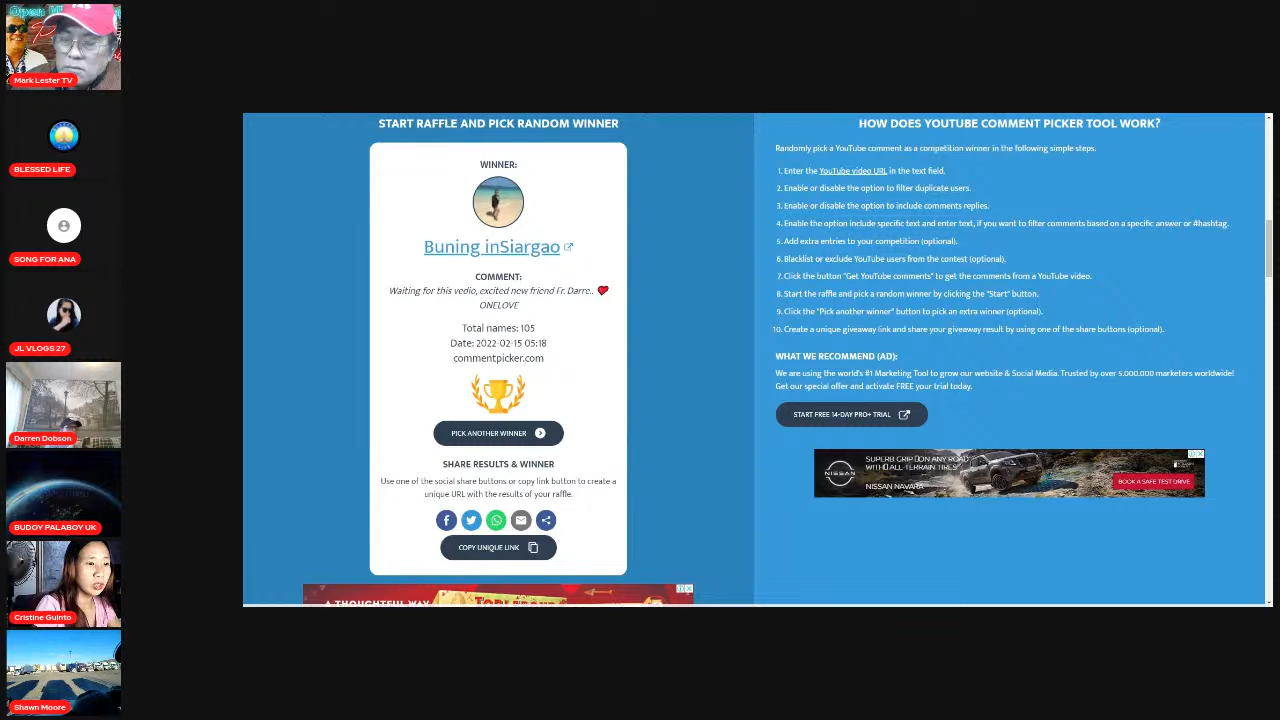 Open
Mark Lester TV
BLESSED LIFE
SONG FOR ANA
JL VLOGS 27
Darren Dobson
BUDOY PALABOY UK
Cristine Guinto
Shawn Moore
START RAFFLE AND PICK RANDOM WINNER
WINNER:
Buning inSiargao
COMMENT:
Waiting for this vedio, excited new friend Fr. Darre.. ❤
ONELOVE
Total names: 105
Date: 2022-02-15 05:18
commentpicker.com
PICK ANOTHER WINNER
SHARE RESULTS & WINNER
Use one of the social share buttons or copy link button to create a
unique URL with the results of your raffle.
COPY UNIQUE LINK
A THOUGHTFUL WAY
HOW DOES YOUTUBE COMMENT PICKER TOOL WORK?
Randomly pick a YouTube comment as a competition winner in the following simple steps.
1. Enter the YouTube video URL in the text field.
2. Enable or disable the option to filter duplicate users.
3. Enable or disable the option to include comments replies.
4. Enable the option include specific text and enter text, if you want to filter comments based on a specific answer or #hashtag.
5. Add extra entries to your competition (optional).
6. Blacklist or exclude YouTube users from the contest (optional).
7. Click the button "Get YouTube comments" to get the comments from a YouTube video.
8. Start the raffle and pick a random winner by clicking the "Start" button.
9. Click the "Pick another winner" button to pick an extra winner (optional).
10. Create a unique giveaway link and share your giveaway result by using one of the share buttons (optional).
WHAT WE RECOMMEND (AD):
We are using the world's #1 Marketing Tool to grow our website & Social Media. Trusted by over 5.000.000 marketers worldwide!
Get our special offer and activate FREE your trial today.
START FREE 14-DAY PRO+ TRIAL
SUPERB GRIP ON ANY ROAD
WITH ALL-TERRAIN TIRES
NISSAN NAVARA
NISSAN
BOOK A SAFE TEST DRIVE